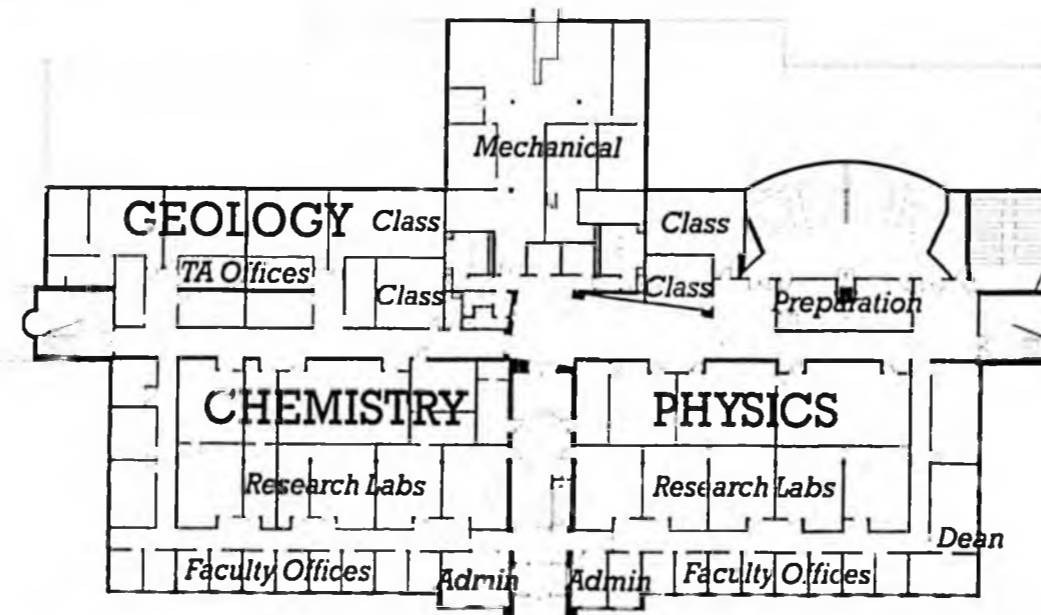 Mechanical
GEOLOGY
Class
Class
TA Offices
Class
Class
Preparation
CHEMISTRY
PHYSICS
Research Labs
Research Labs
Dean
Faculty Offices
Admin
Admin
Faculty Offices